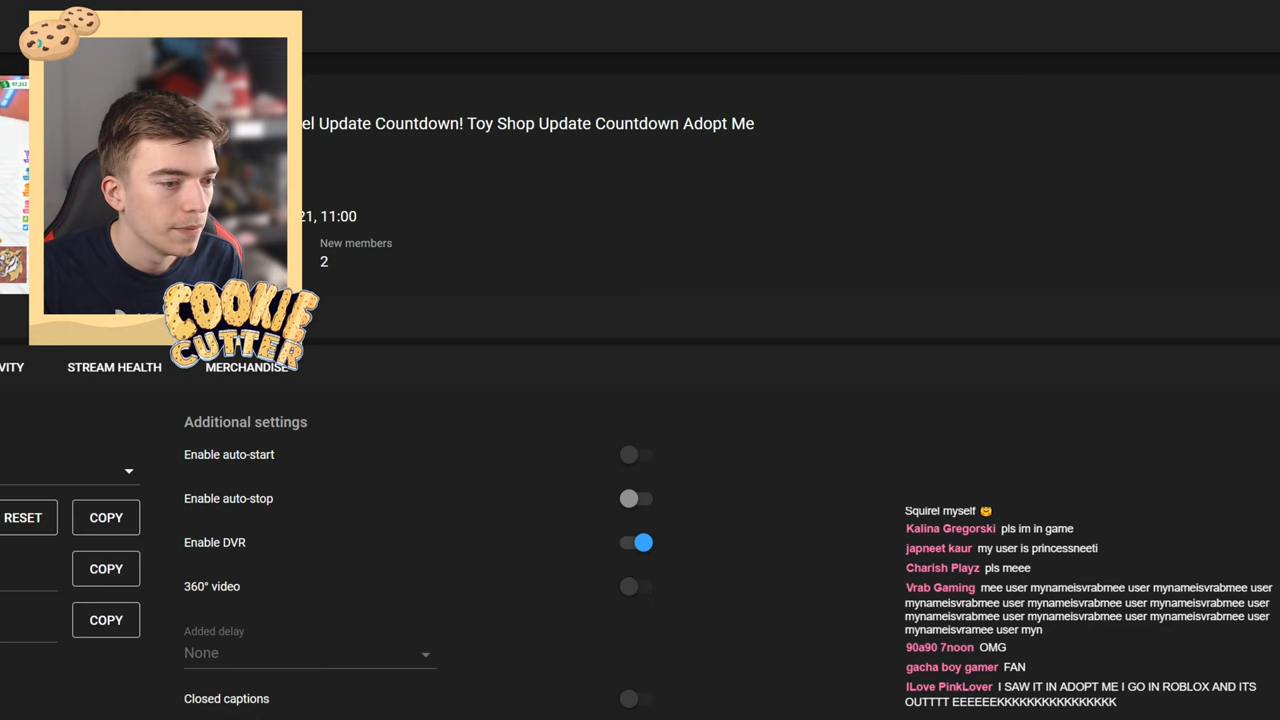 97,213
el Update Countdown! Toy Shop Update Countdown Adopt Me
21, 11:00
New members
2
COOKIE
CUTTER
VITY
STREAM HEALTH
MERCHANDISE
Additional settings
Enable auto-start
Enable auto-stop
RESET
COPY
Enable DVR
COPY
360° video
COPY
Added delay
None
Closed captions
Squirel myself
Kalina Gregorski pls im in game
japneet kaur my user is princessneeti
Charish Playz pls meee
Vrab Gaming mee user mynameisvrabmee user mynameisvrabmee user
mynameisvrabmee user mynameisvrabmee user mynameisvrabmee user
mynameisvrabmee user mynameisvrabmee user mynameisvrabmee user
mynameisvramee user myn
90a90 7noon OMG
gacha boy gamer FAN
ILove PinkLover I SAW IT IN ADOPT ME I GO IN ROBLOX AND ITS
OUTTTT EEEEEEKKKKKKKKKKKKKKKKK